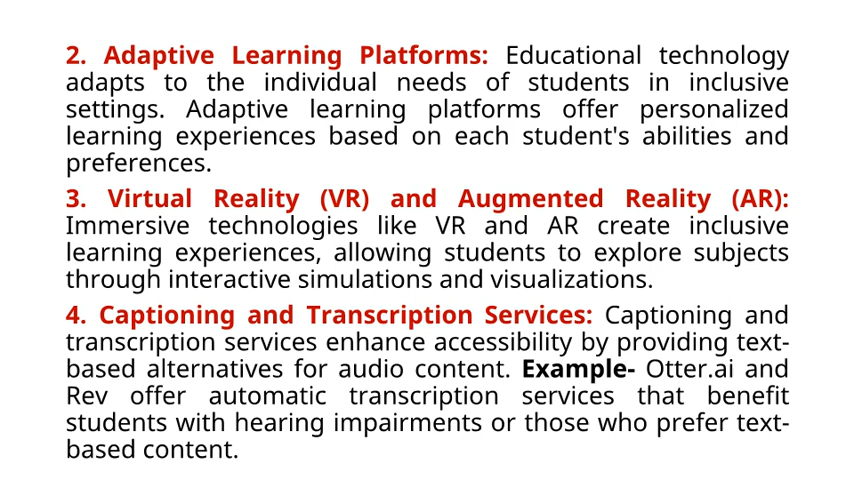 2. Adaptive Learning Platforms: Educational technology
adapts to the individual needs of students in inclusive
settings. Adaptive learning platforms offer personalized
learning experiences based on each student's abilities and
preferences.
3. Virtual Reality (VR) and Augmented Reality (AR):
Immersive technologies like VR and AR create inclusive
learning experiences, allowing students to explore subjects
through interactive simulations and visualizations.
4. Captioning and Transcription Services: Captioning and
transcription services enhance accessibility by providing text-
based alternatives for audio content. Example- Otter.ai and
Rev offer automatic transcription services that benefit
students with hearing impairments or those who prefer text-
based content.